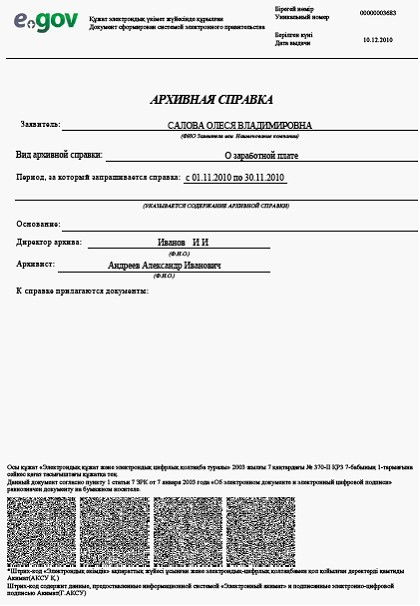 e.gov
Құжат электрондық үкімет жүйесінде құрылған
Документ сформирован системой электронного правительства
Бірегей нөмір
Уникальный номер
00000003683
Берілген күні
Дата выдачи
10.12.2010
АРХИВНАЯ СПРАВКА
Заявитель: САЛОВА ОЛЕСЯ ВЛАДИМИРОВНА
(ФИО Заявителя или Наименование компании)
Вид архивной справки: О заработной плате
Период, за который запрашивается справка: с 01.11.2010 по 30.11.2010
(УКАЗЫВАЕТСЯ СОДЕРЖАНИЕ АРХИВНОЙ СПРАВКИ)
Основание:
Директор архива: Иванов И И
(Ф.И.О.)
Архивист: Андреев Александр Иванович
(Ф.И.О.)
К справке прилагаются документы:
Осы құжат «Электрондық құжат және электрондық цифрлық қолтаңба туралы» 2003 жылғы 7 қаңтардағы № 370-II ҚРЗ 7-бабының 1-тармағына
сәйкес қағаз тасығыштағы құжатқа тең.
Данный документ согласно пункту 1 статьи 7 ЗРК от 7 января 2003 года «Об электронном документе и электронной цифровой подписи»
равнозначен документу на бумажном носителе.
*Штрих-код «Электрондық әкімдік» ақпараттық жүйесі ұсынған және электрондық-цифрлық қолтаңбамен қол қойылған деректерді қамтиды
Акимат(АКСУ Қ.)
Штрих-код содержит данные, предоставленные информационной системой «Электронный акимат» и подписанные электронно-цифровой
подписью Акимат(Г.АКСУ)